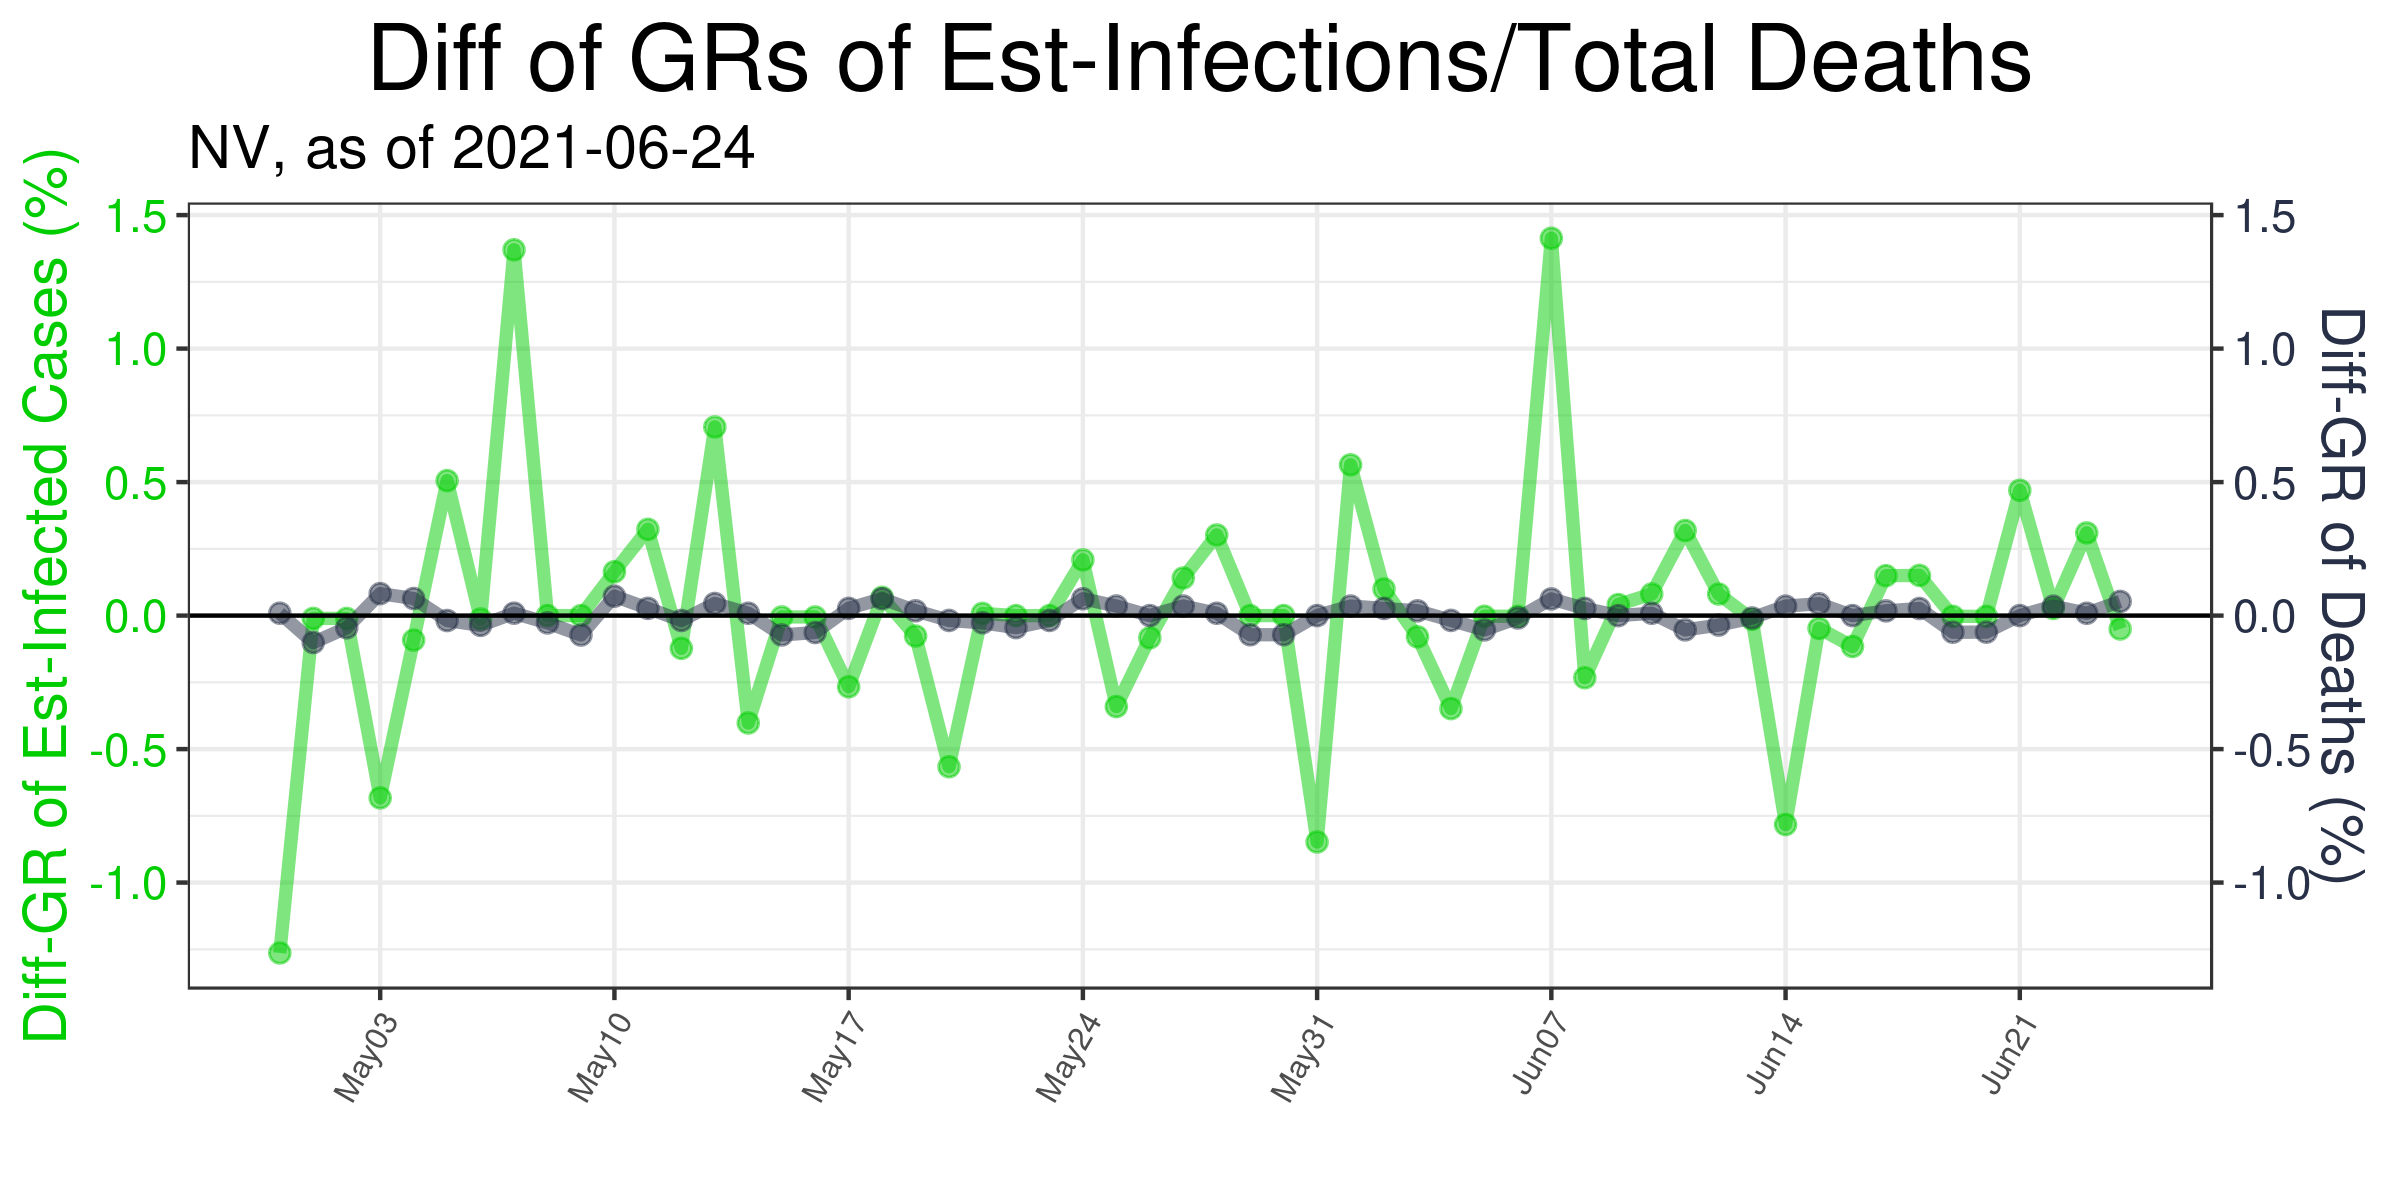 Diff of GRs of Est-Infections/Total Deaths
NV, as of 2021-06-24
Diff-GR of Est-Infected Cases (%)
1.5
1.0
0.5
0.0
-0.5
-1.0
1.5
1.0
0.5
0.0
-0.5
-1.0
Diff-GR of Deaths (%)
May03
May10
May17
May24
May31
Jun07
Jun14
Jun21